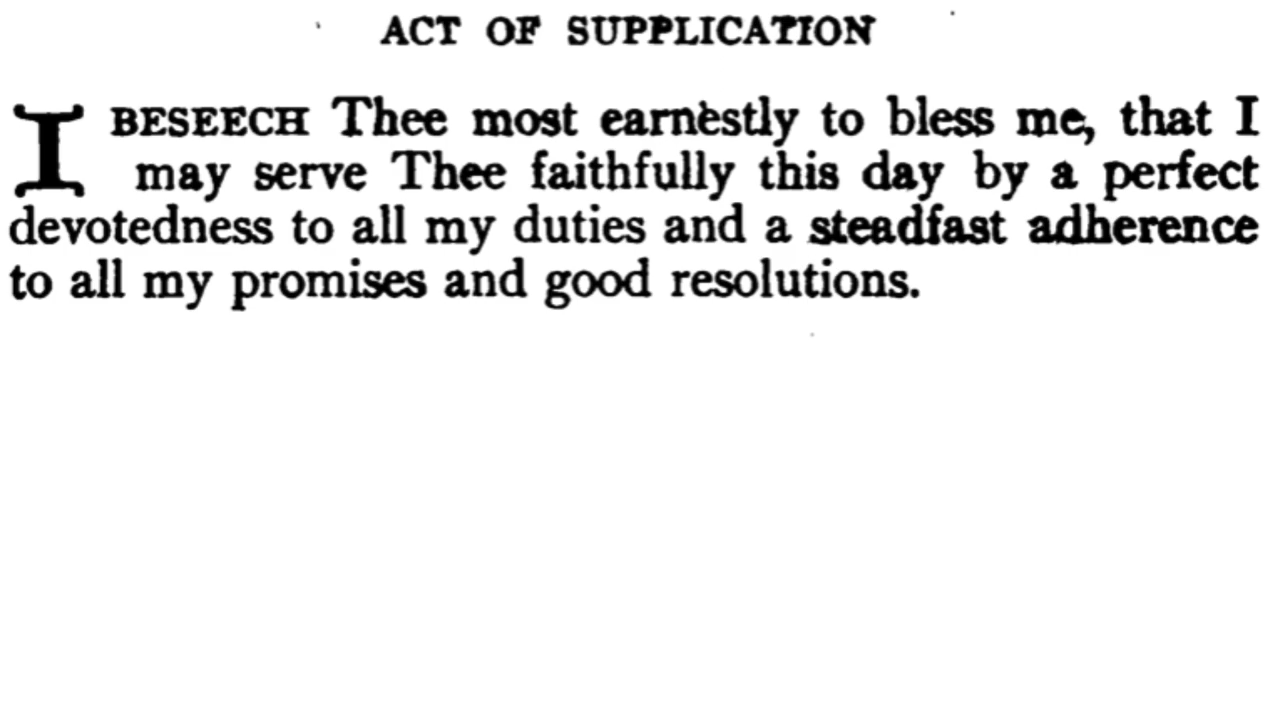 ACT OF SUPPLICATION
I BESEECH Thee most earnestly to bless me, that I
may serve Thee faithfully this day by a perfect
devotedness to all my duties and a steadfast adherence
to all my promises and good resolutions.